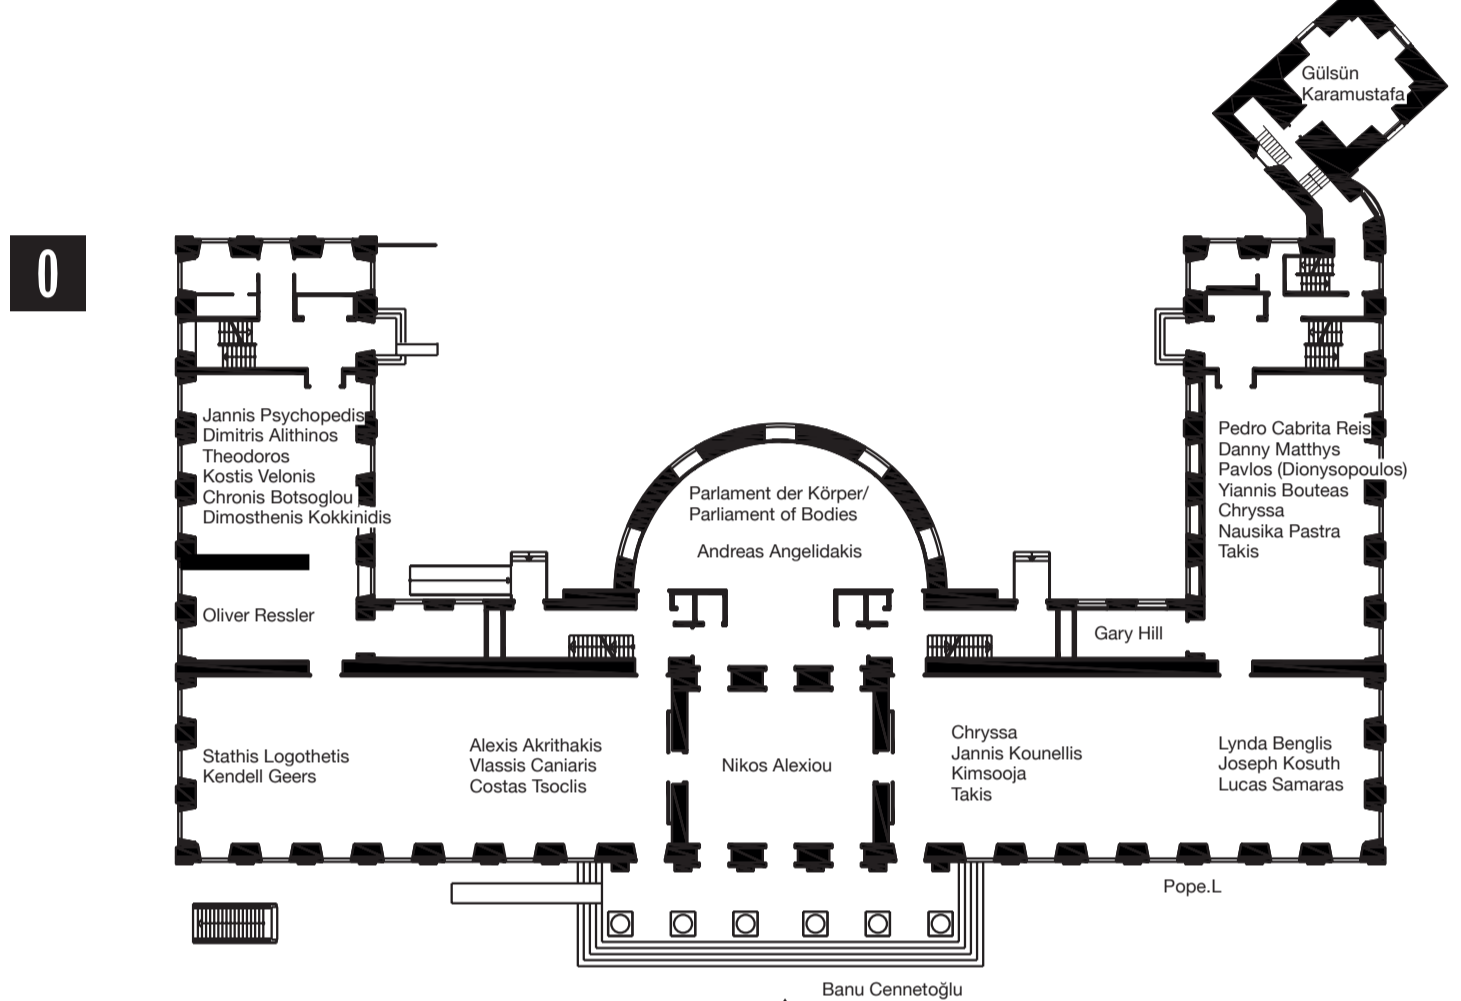 Gülsün
Karamustafa
0
Jannis Psychopedis
Dimitris Alithinos
Theodoros
Kostis Velonis
Chronis Botsoglou
Dimosthenis Kokkinidis
Pedro Cabrita Reis
Danny Matthys
Pavlos (Dionysopoulos)
Yiannis Bouteas
Chryssa
Nausika Pastra
Takis
Parlament der Körper/
Parliament of Bodies
Andreas Angelidakis
Oliver Ressler
Gary Hill
Stathis Logothetis
Kendell Geers
Alexis Akrithakis
Vlassis Caniaris
Costas Tsoclis
Nikos Alexiou
Chryssa
Jannis Kounellis
Kimsooja
Takis
Lynda Benglis
Joseph Kosuth
Lucas Samaras
Pope.L
Banu Cennetoğlu